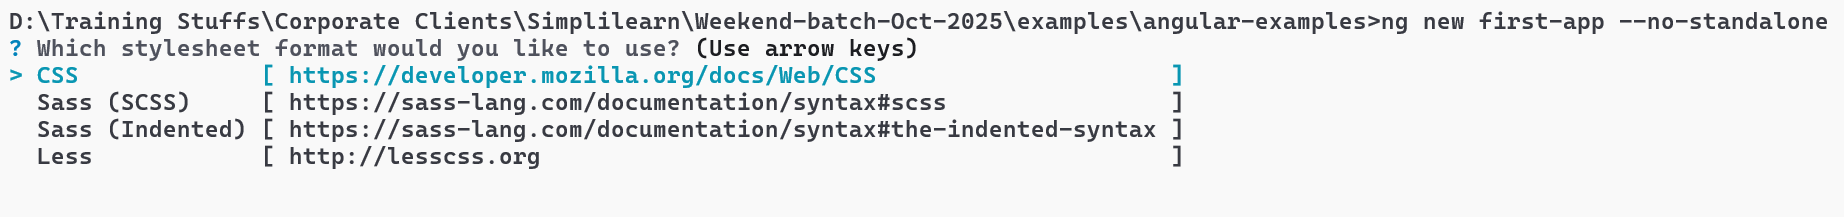 D:\Training Stuffs\Corporate Clients\Simplilearn\Weekend-batch-Oct-2025\examples\angular-examples>ng new first-app --no-standalone
? Which stylesheet format would you like to use? (Use arrow keys)
> CSS             [ https://developer.mozilla.org/docs/Web/CSS                     ]
  Sass (SCSS)     [ https://sass-lang.com/documentation/syntax#scss                ]
  Sass (Indented) [ https://sass-lang.com/documentation/syntax#the-indented-syntax ]
  Less            [ http://lesscss.org                                             ]